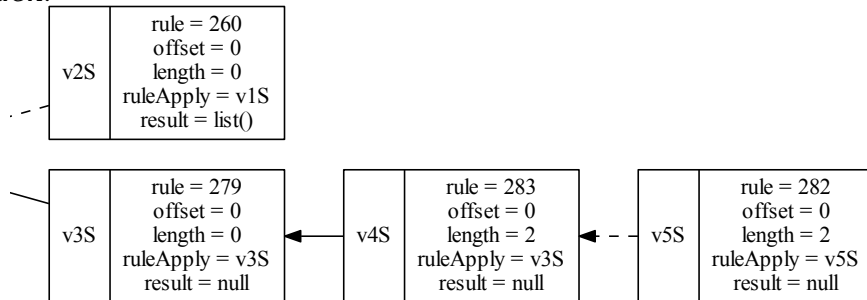 v2S
rule = 260
offset = 0
length = 0
ruleApply = v1S
result = list()
v3S
rule = 279
offset = 0
length = 0
ruleApply = v3S
result = null
v4S
rule = 283
offset = 0
length = 2
ruleApply = v3S
result = null
v5S
rule = 282
offset = 0
length = 2
ruleApply = v5S
result = null